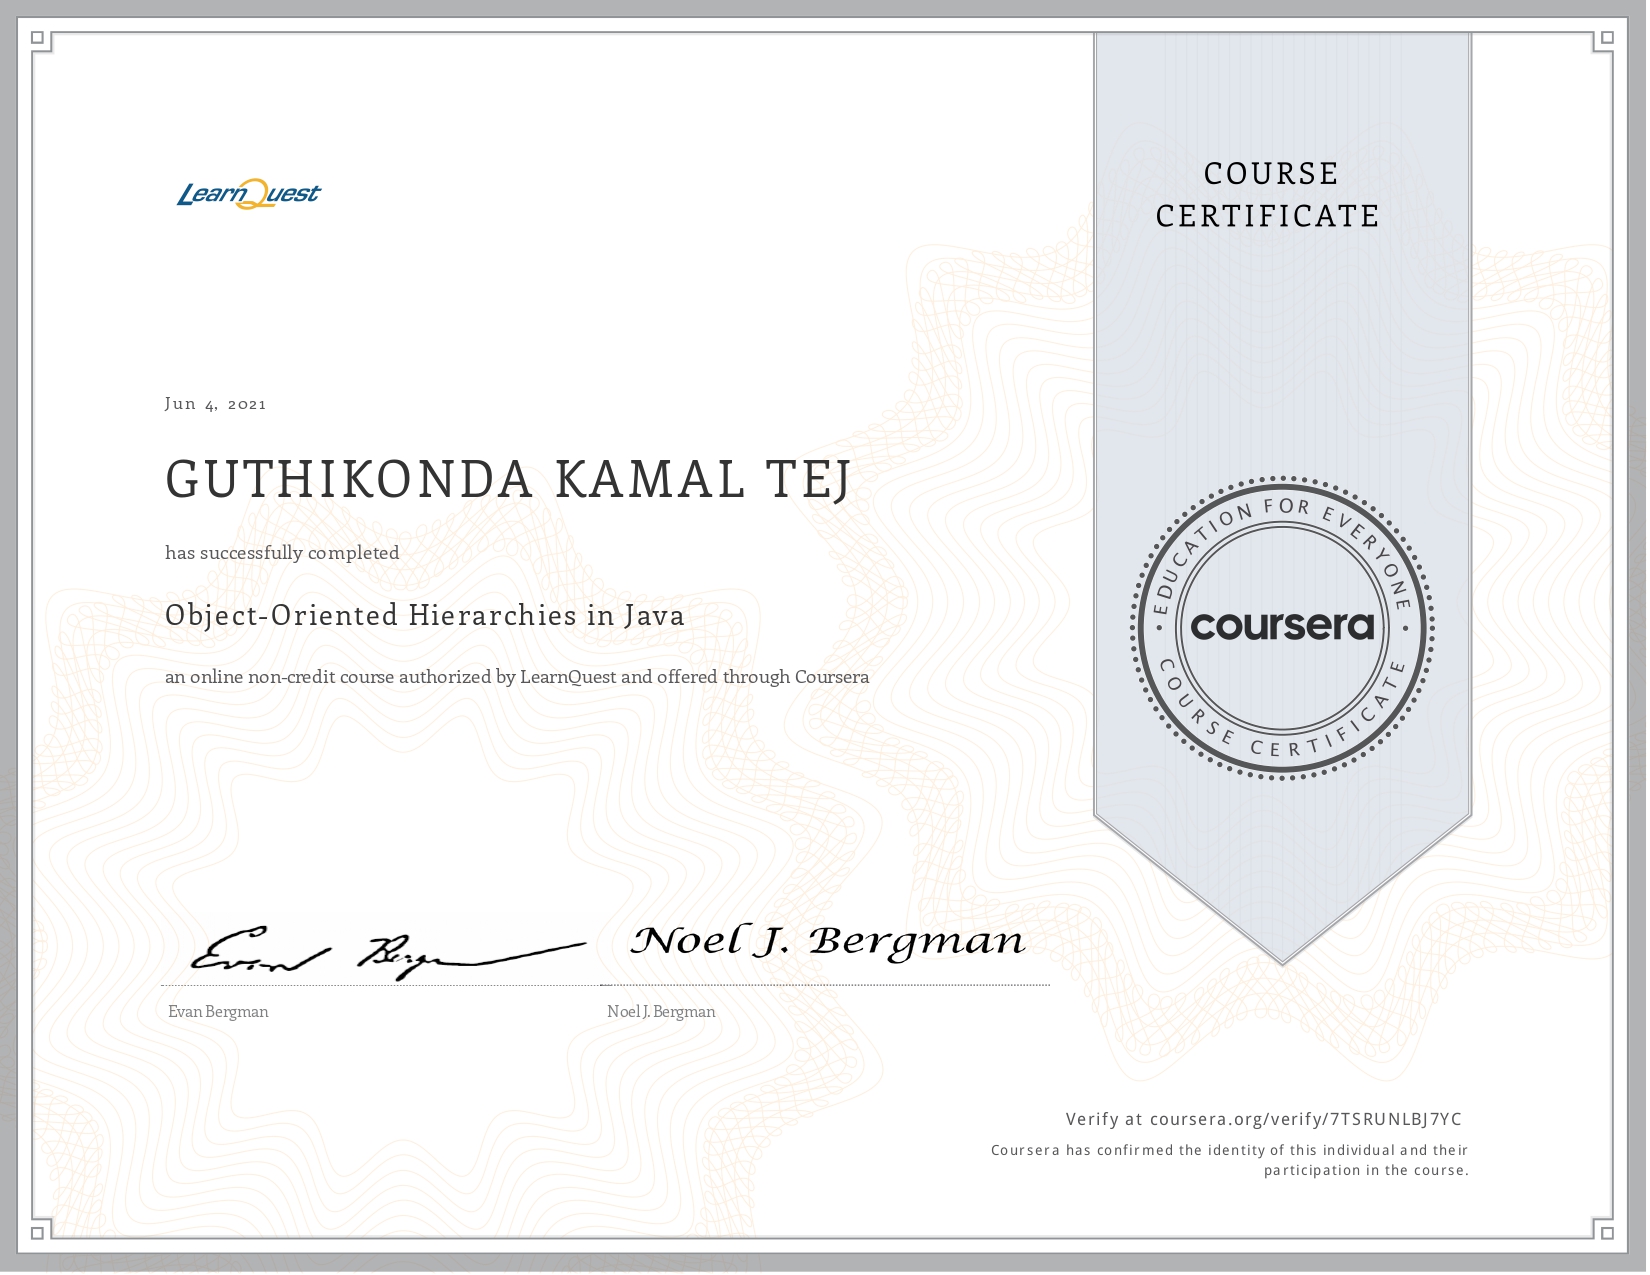 LearnQuest
COURSE
CERTIFICATE
Jun 4, 2021
GUTHIKONDA KAMAL TEJ
has successfully completed
Object-Oriented Hierarchies in Java
an online non-credit course authorized by LearnQuest and offered through Coursera
EDUCATION FOR EVERYONE
coursera
COURSE CERTIFICATE
Evan Bergman
Noel J. Bergman
Evan Bergman
Noel J. Bergman
Verify at coursera.org/verify/7TSRUNLBJ7YC
Coursera has confirmed the identity of this individual and their
participation in the course.